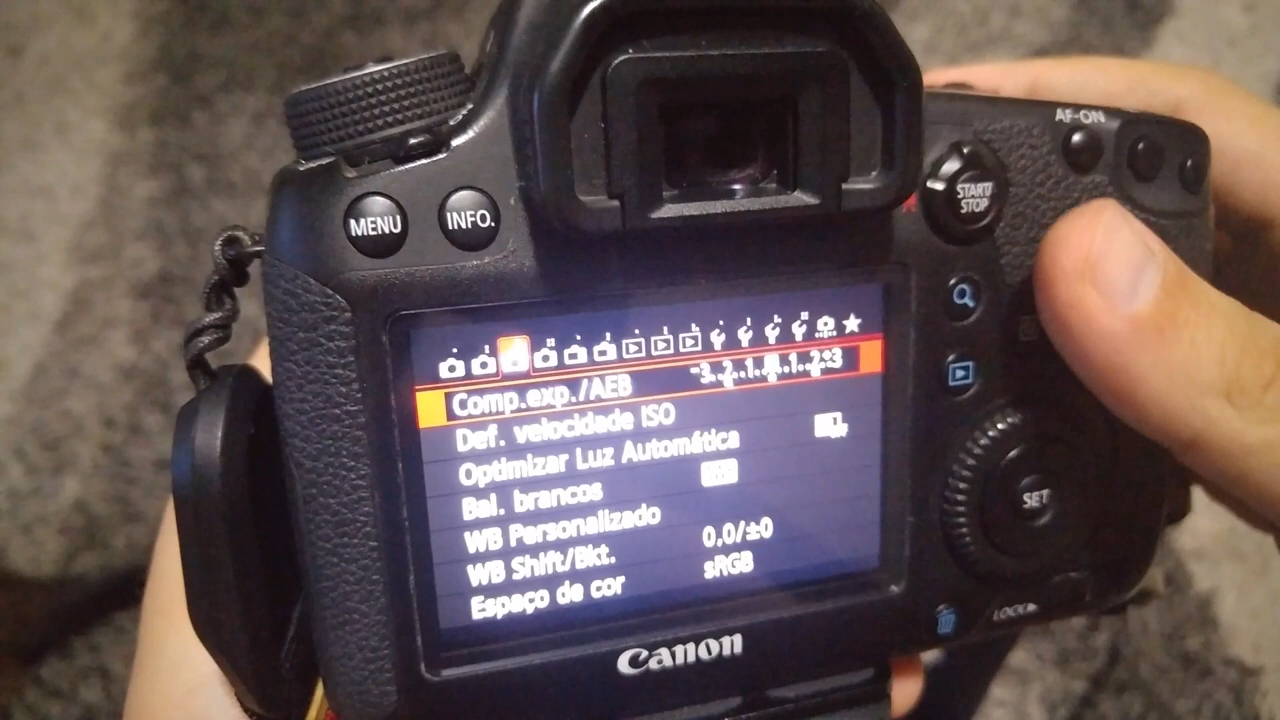 AF-ON
MENU
INFO.
START/
STOP
Comp.exp./AEB
-3..2..1..0..1..2.:3
Def. velocidade ISO
Optimizar Luz Automática
Bal. brancos
WB Personalizado
WB Shift/Bkt. 0,0/±0
Espaço de cor sRGB
SET
LOCK▶
Canon